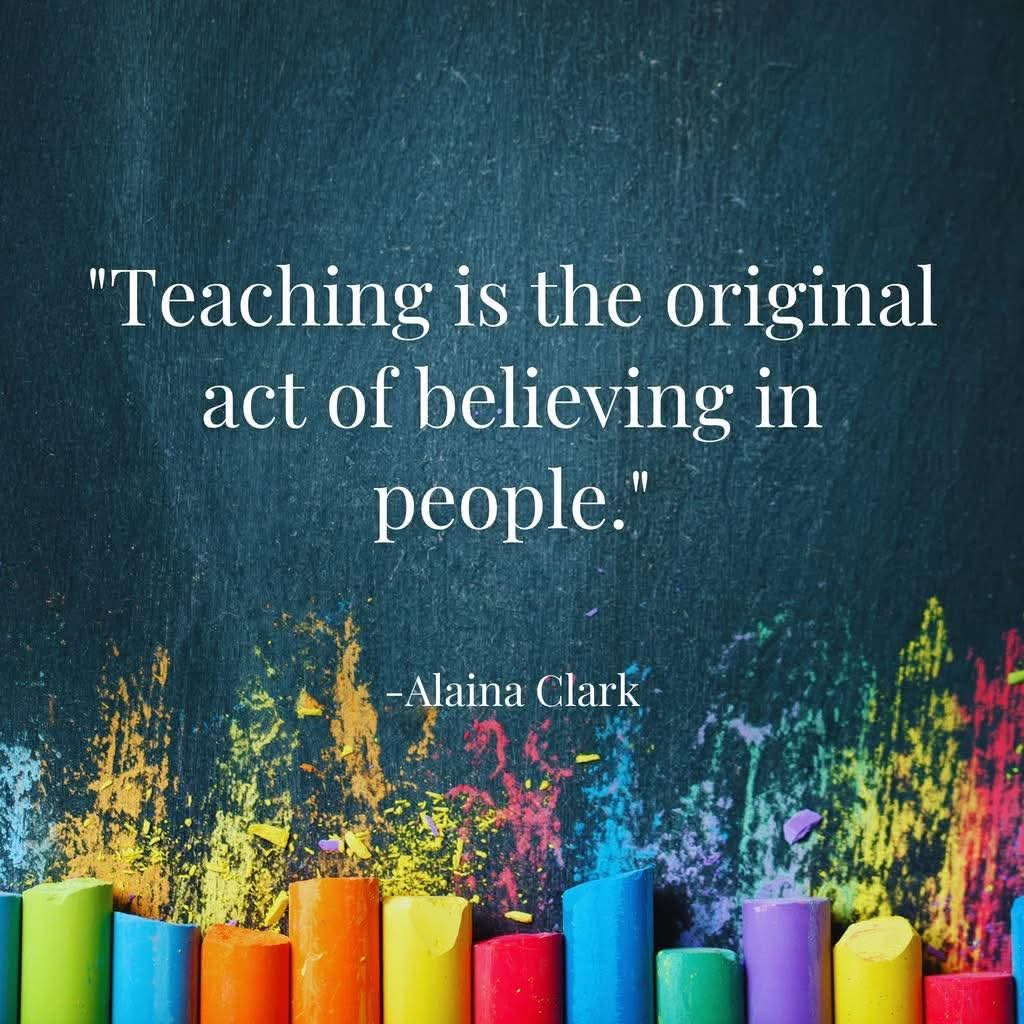 "Teaching is the original
act of believing in
people."
-Alaina Clark